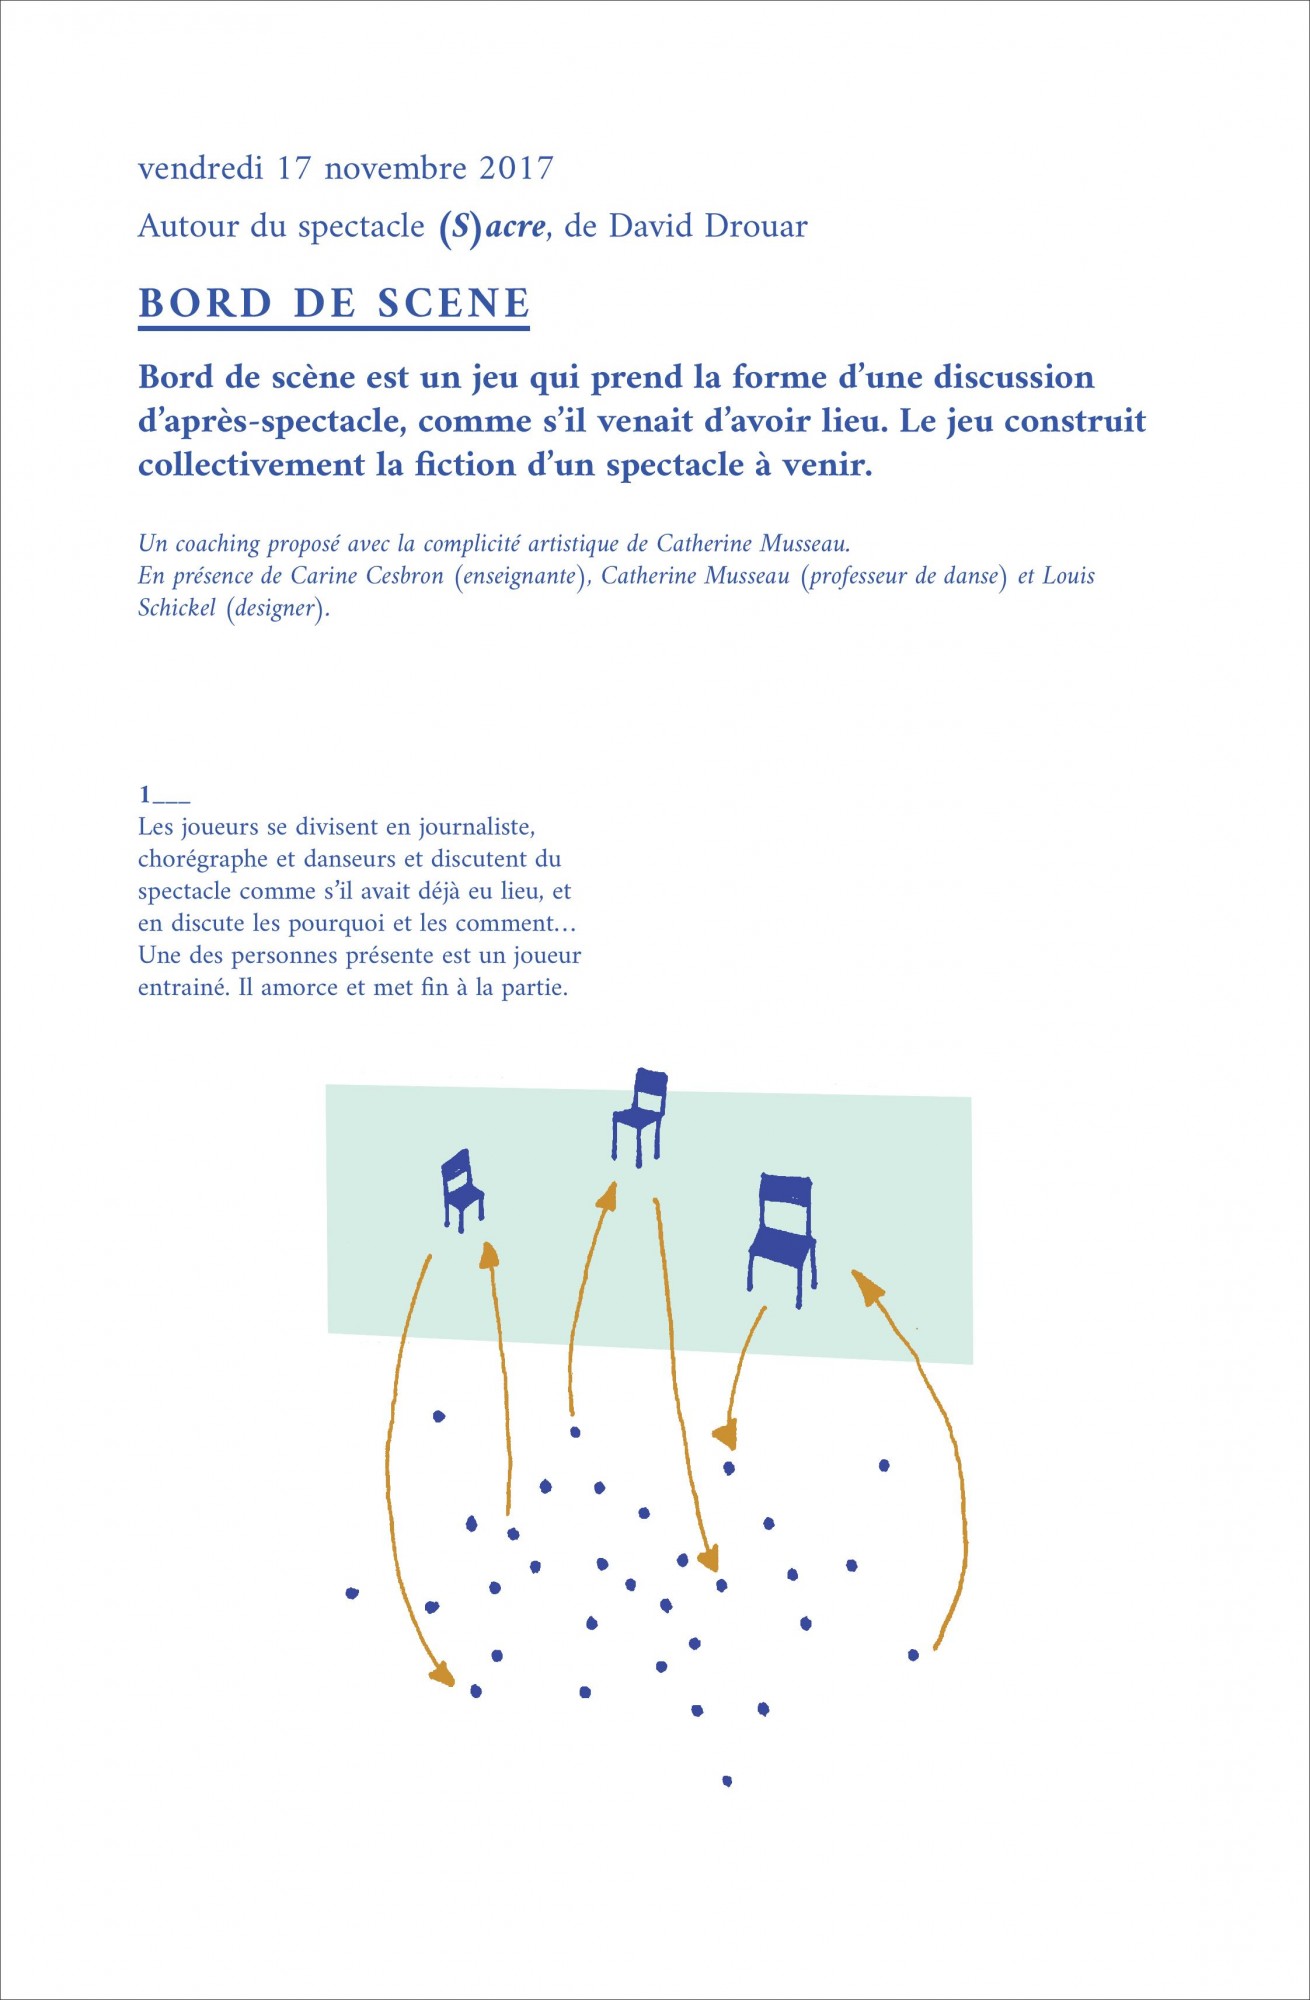 vendredi 17 novembre 2017
Autour du spectacle (S)acre, de David Drouar
BORD DE SCENE
Bord de scène est un jeu qui prend la forme d’une discussion
d’après-spectacle, comme s’il venait d’avoir lieu. Le jeu construit
collectivement la fiction d’un spectacle à venir.
Un coaching proposé avec la complicité artistique de Catherine Musseau.
En présence de Carine Cesbron (enseignante), Catherine Musseau (professeur de danse) et Louis
Schickel (designer).
1___
Les joueurs se divisent en journaliste,
chorégraphe et danseurs et discutent du
spectacle comme s’il avait déjà eu lieu, et
en discute les pourquoi et les comment…
Une des personnes présente est un joueur
entrainé. Il amorce et met fin à la partie.